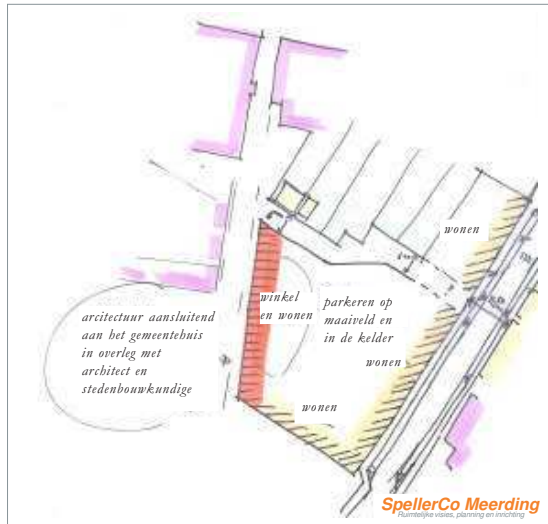 wonen
winkel
en wonen
parkeren op
maaiveld en
in de kelder
arcitectuur aansluitend
aan het gemeentehuis
in overleg met
architect en
stedenbouwkundige
wonen
wonen
SpellerCo Meerding
Ruimtelijke visies, planning en inrichting